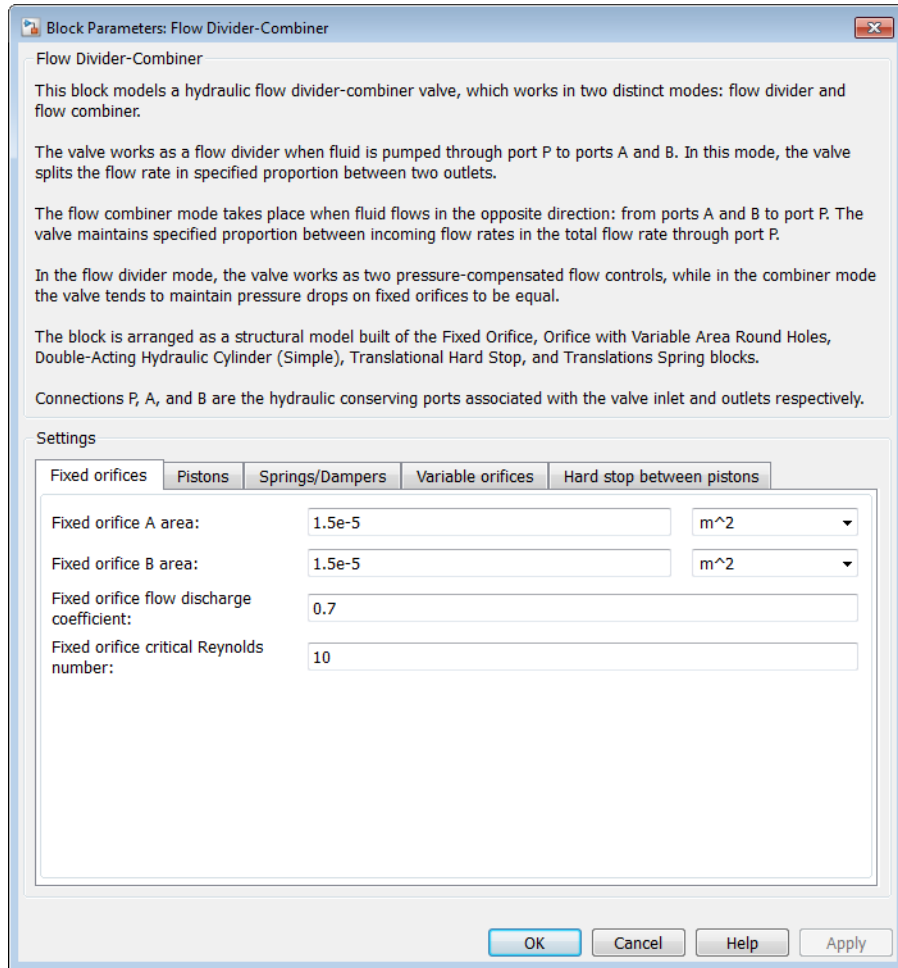 Block Parameters: Flow Divider-Combiner
Flow Divider-Combiner
This block models a hydraulic flow divider-combiner valve, which works in two distinct modes: flow divider and
flow combiner.
The valve works as a flow divider when fluid is pumped through port P to ports A and B. In this mode, the valve
splits the flow rate in specified proportion between two outlets.
The flow combiner mode takes place when fluid flows in the opposite direction: from ports A and B to port P. The
valve maintains specified proportion between incoming flow rates in the total flow rate through port P.
In the flow divider mode, the valve works as two pressure-compensated flow controls, while in the combiner mode
the valve tends to maintain pressure drops on fixed orifices to be equal.
The block is arranged as a structural model built of the Fixed Orifice, Orifice with Variable Area Round Holes,
Double-Acting Hydraulic Cylinder (Simple), Translational Hard Stop, and Translations Spring blocks.
Connections P, A, and B are the hydraulic conserving ports associated with the valve inlet and outlets respectively.
Settings
Fixed orifices Pistons Springs/Dampers Variable orifices Hard stop between pistons
Fixed orifice A area: 1.5e-5 m^2
Fixed orifice B area: 1.5e-5 m^2
Fixed orifice flow discharge
coefficient: 0.7
Fixed orifice critical Reynolds
number: 10
OK Cancel Help Apply